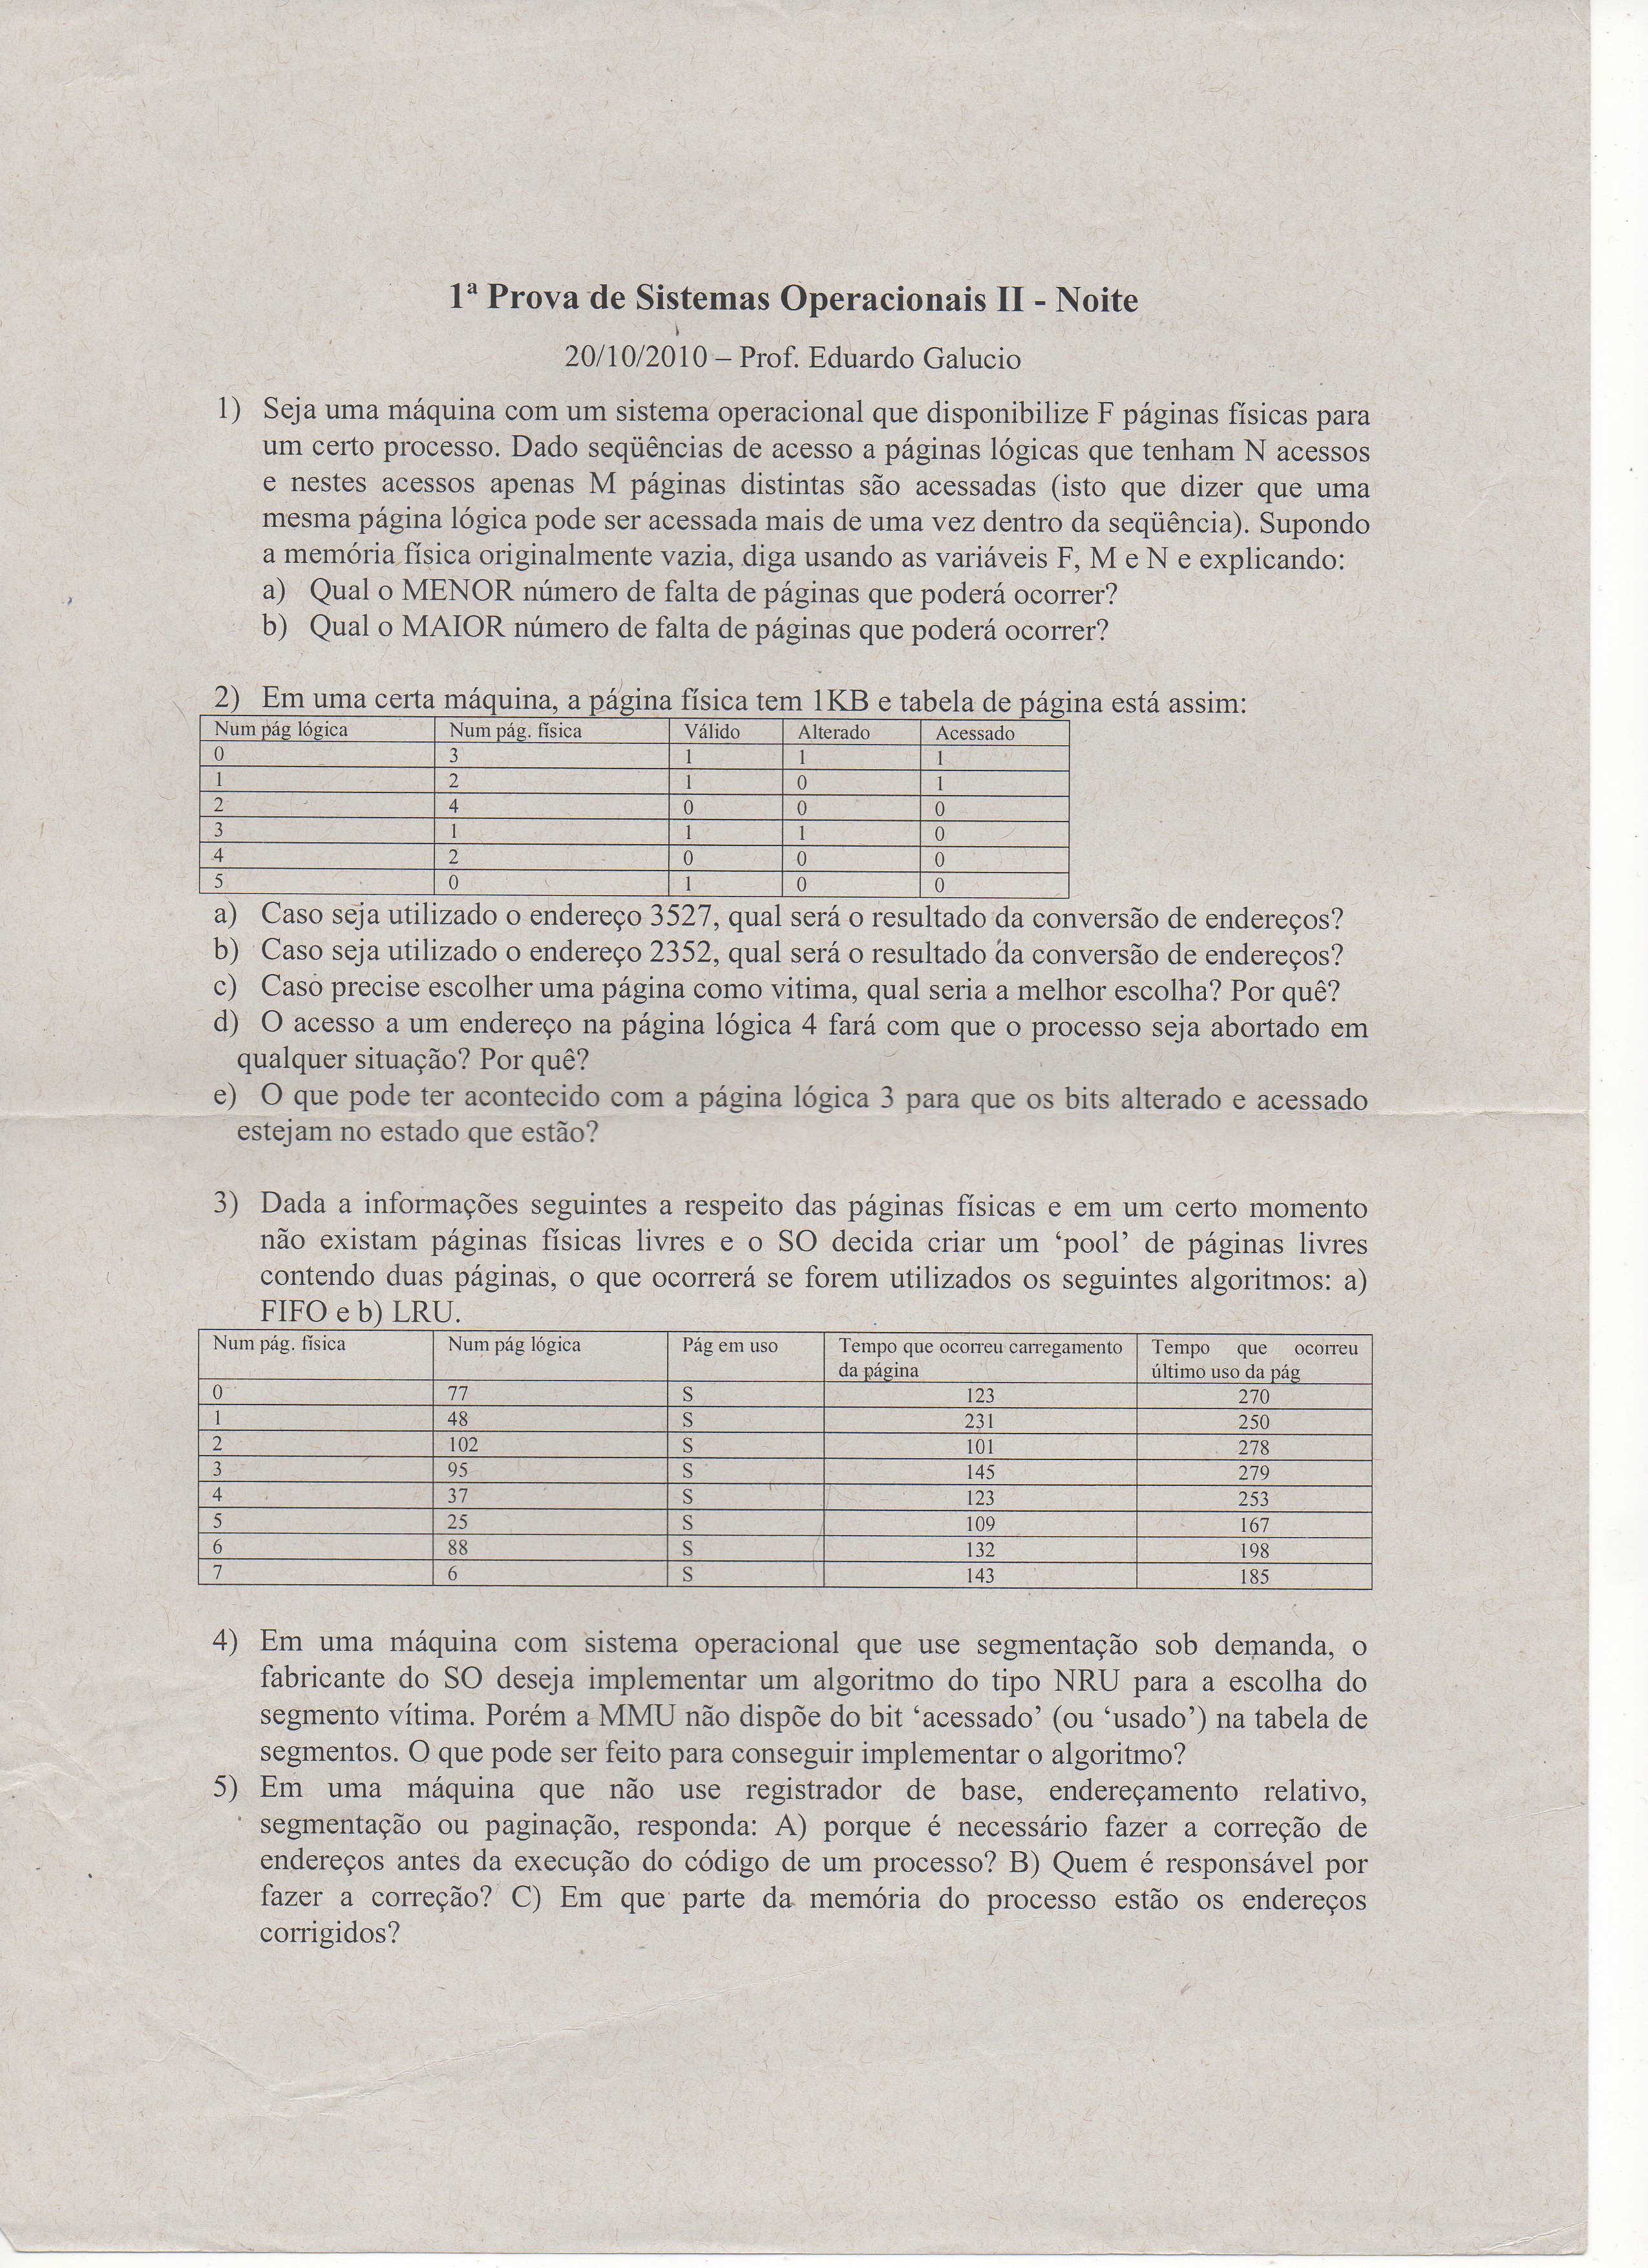 1ª Prova de Sistemas Operacionais II - Noite
20/10/2010 – Prof. Eduardo Galucio
1) Seja uma máquina com um sistema operacional que disponibilize F páginas físicas para
um certo processo. Dado seqüências de acesso a páginas lógicas que tenham N acessos
e nestes acessos apenas M páginas distintas são acessadas (isto que dizer que uma
mesma página lógica pode ser acessada mais de uma vez dentro da seqüência). Supondo
a memória física originalmente vazia, diga usando as variáveis F, M e N e explicando:
a) Qual o MENOR número de falta de páginas que poderá ocorrer?
b) Qual o MAIOR número de falta de páginas que poderá ocorrer?
2) Em uma certa máquina, a página física tem 1KB e tabela de página está assim:
Num pág lógica Num pág. física Válido Alterado Acessado
0 3 1 1 1
1 2 1 0 1
2 4 0 0 0
3 1 1 1 0
4 2 0 0 0
5 0 1 0 0
a) Caso seja utilizado o endereço 3527, qual será o resultado da conversão de endereços?
b) Caso seja utilizado o endereço 2352, qual será o resultado da conversão de endereços?
c) Caso precise escolher uma página como vitima, qual seria a melhor escolha? Por quê?
d) O acesso a um endereço na página lógica 4 fará com que o processo seja abortado em
qualquer situação? Por quê?
e) O que pode ter acontecido com a página lógica 3 para que os bits alterado e acessado
estejam no estado que estão?
3) Dada a informações seguintes a respeito das páginas físicas e em um certo momento
não existam páginas físicas livres e o SO decida criar um ‘pool’ de páginas livres
contendo duas páginas, o que ocorrerá se forem utilizados os seguintes algoritmos: a)
FIFO e b) LRU.
Num pág. física Num pág lógica Pág em uso Tempo que ocorreu carregamento Tempo que ocorreu
da página último uso da pág
0 77 S 123 270
1 48 S 231 250
2 102 S 101 278
3 95 S 145 279
4 37 S 123 253
5 25 S 109 167
6 88 S 132 198
7 6 S 143 185
4) Em uma máquina com sistema operacional que use segmentação sob demanda, o
fabricante do SO deseja implementar um algoritmo do tipo NRU para a escolha do
segmento vítima. Porém a MMU não dispõe do bit ‘acessado’ (ou ‘usado’) na tabela de
segmentos. O que pode ser feito para conseguir implementar o algoritmo?
5) Em uma máquina que não use registrador de base, endereçamento relativo,
segmentação ou paginação, responda: A) porque é necessário fazer a correção de
endereços antes da execução do código de um processo? B) Quem é responsável por
fazer a correção? C) Em que parte da memória do processo estão os endereços
corrigidos?